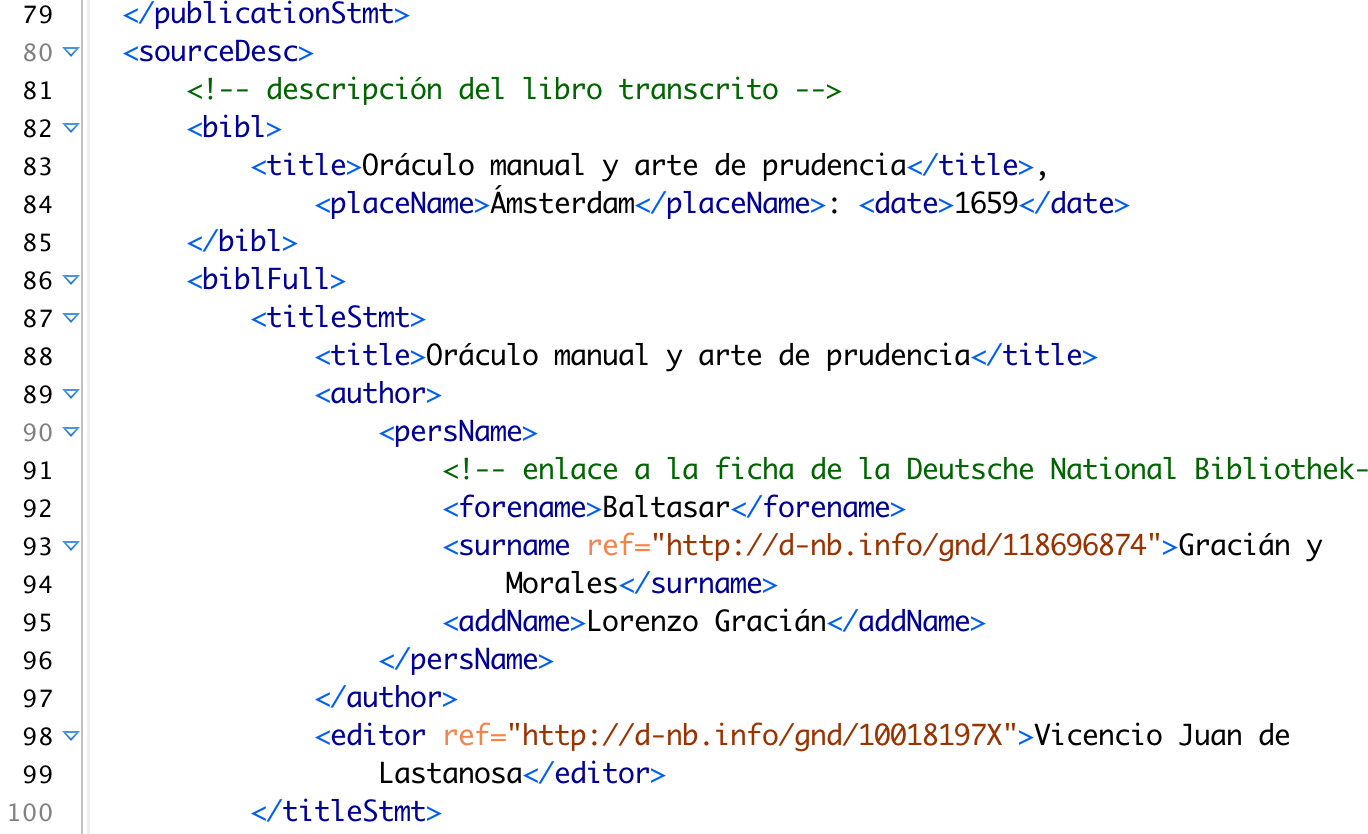 79 </publicationStmt>
80 <sourceDesc>
81 <!-- descripción del libro transcrito -->
82 <bibl>
83 <title>Oráculo manual y arte de prudencia</title>,
84 <placeName>Ámsterdam</placeName>: <date>1659</date>
85 </bibl>
86 <biblFull>
87 <titleStmt>
88 <title>Oráculo manual y arte de prudencia</title>
89 <author>
90 <persName>
91 <!-- enlace a la ficha de la Deutsche National Bibliothek-
92 <forename>Baltasar</forename>
93 <surname ref="http://d-nb.info/gnd/118696874">Gracián y
94 Morales</surname>
95 <addName>Lorenzo Gracián</addName>
96 </persName>
97 </author>
98 <editor ref="http://d-nb.info/gnd/10018197X">Vicencio Juan de
99 Lastanosa</editor>
100 </titleStmt>